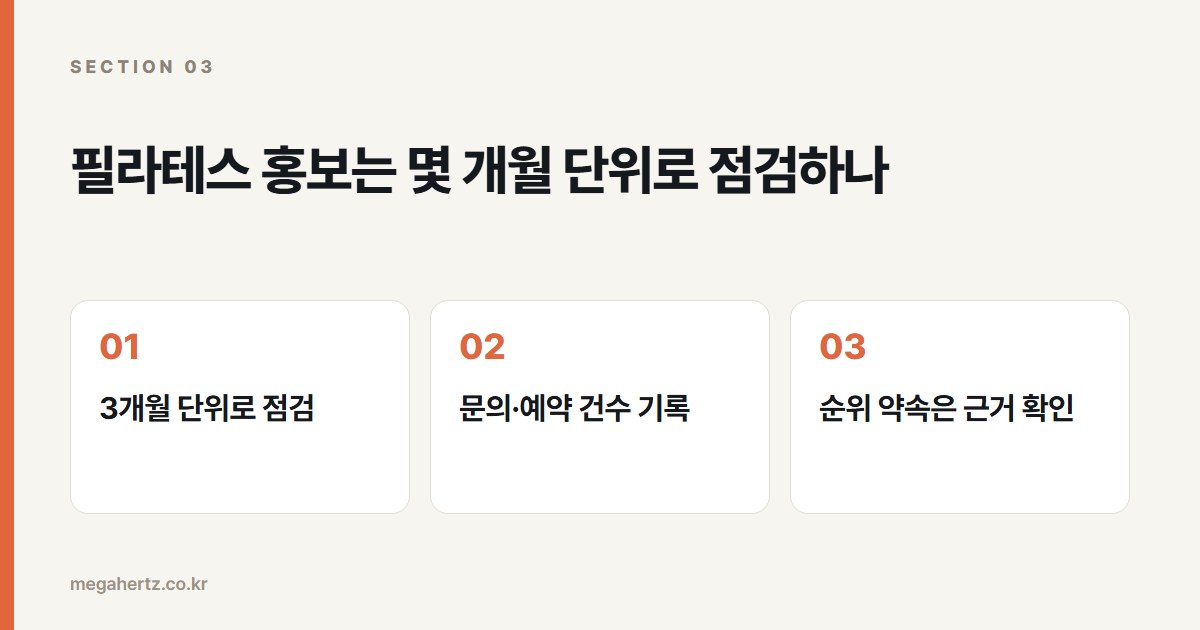 SECTION 03
필라테스 홍보는 몇 개월 단위로 점검하나
01
3개월 단위로 점검
02
문의·예약 건수 기록
03
순위 약속은 근거 확인
megahertz.co.kr